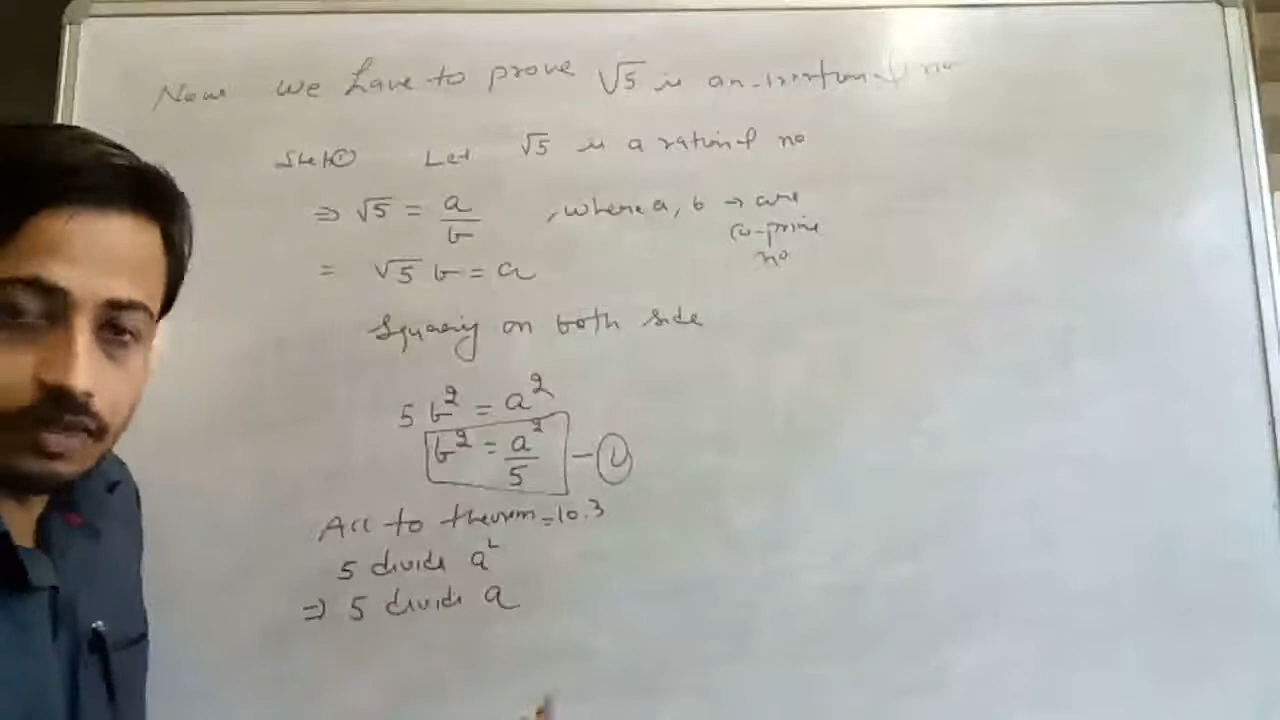 Now we have to prove √5 is an irrational no
Step① Let √5 is a rational no
⇒ √5 = a/b , where a, b → are
co-prime
no
= √5 b = a
Squaring on both side
5 b² = a²
b² = a²/5 – ①
Acc to theorem = 10.3
5 divide a²
⇒ 5 divide a